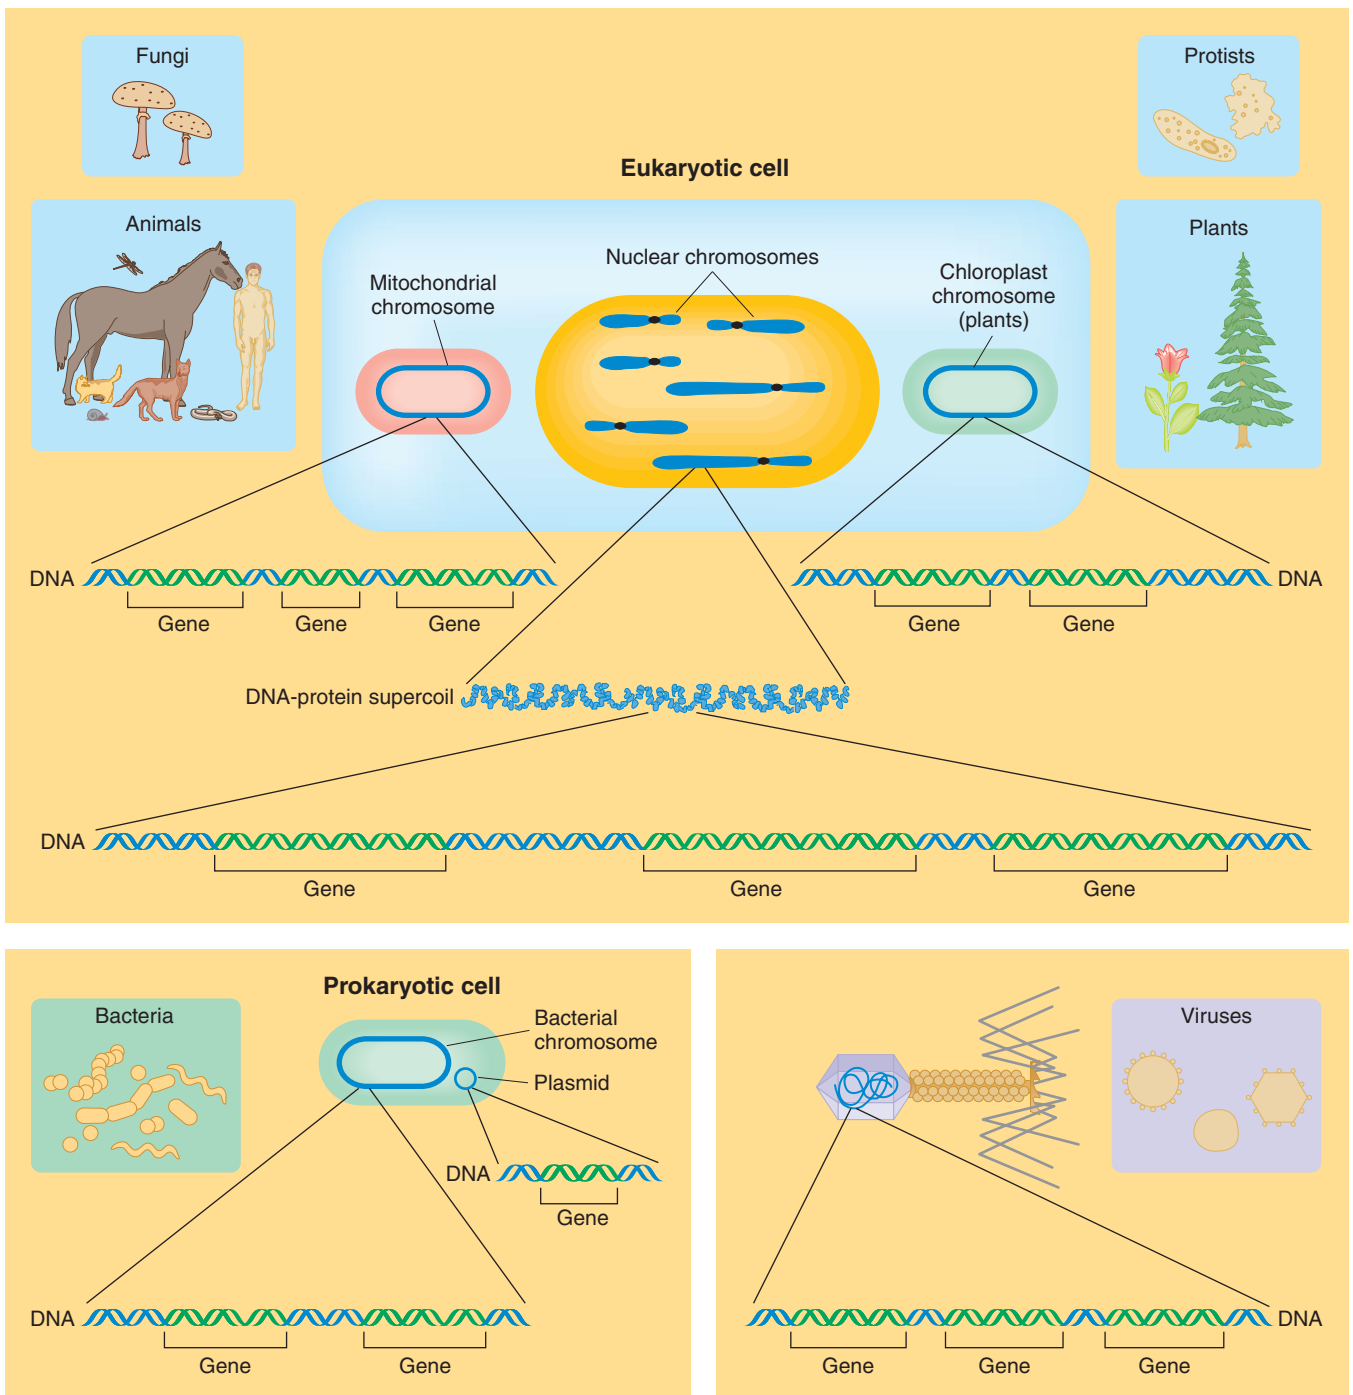 Fungi
Protists
Eukaryotic cell
Animals
Plants
Nuclear chromosomes
Mitochondrial
chromosome
Chloroplast
chromosome
(plants)
DNA
Gene
Gene
Gene
DNA
Gene
Gene
DNA-protein supercoil
DNA
Gene
Gene
Gene
Prokaryotic cell
Bacteria
Bacterial
chromosome
Plasmid
DNA
Gene
DNA
Gene
Gene
Viruses
DNA
Gene
Gene
Gene